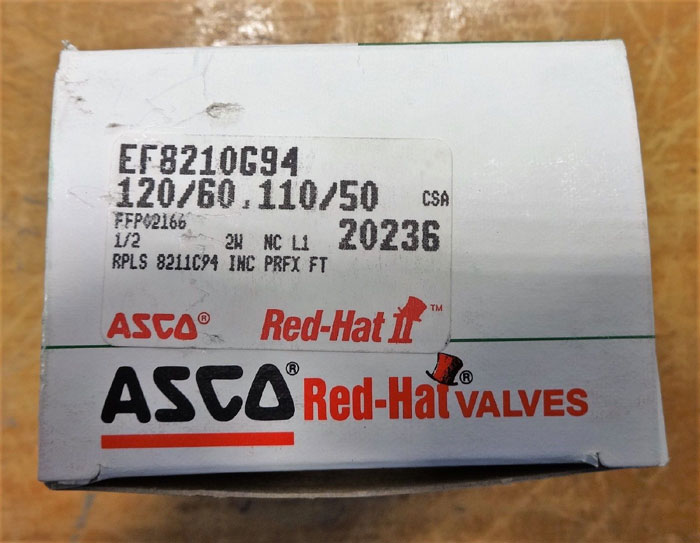 EF8210G94
120/60, 110/50 CSA
FFP02166
1/2 2W NC L1 20236
RPLS 8211C94 INC PRFX FT
ASCO® Red-Hat II™
ASCO® Red-Hat® VALVES